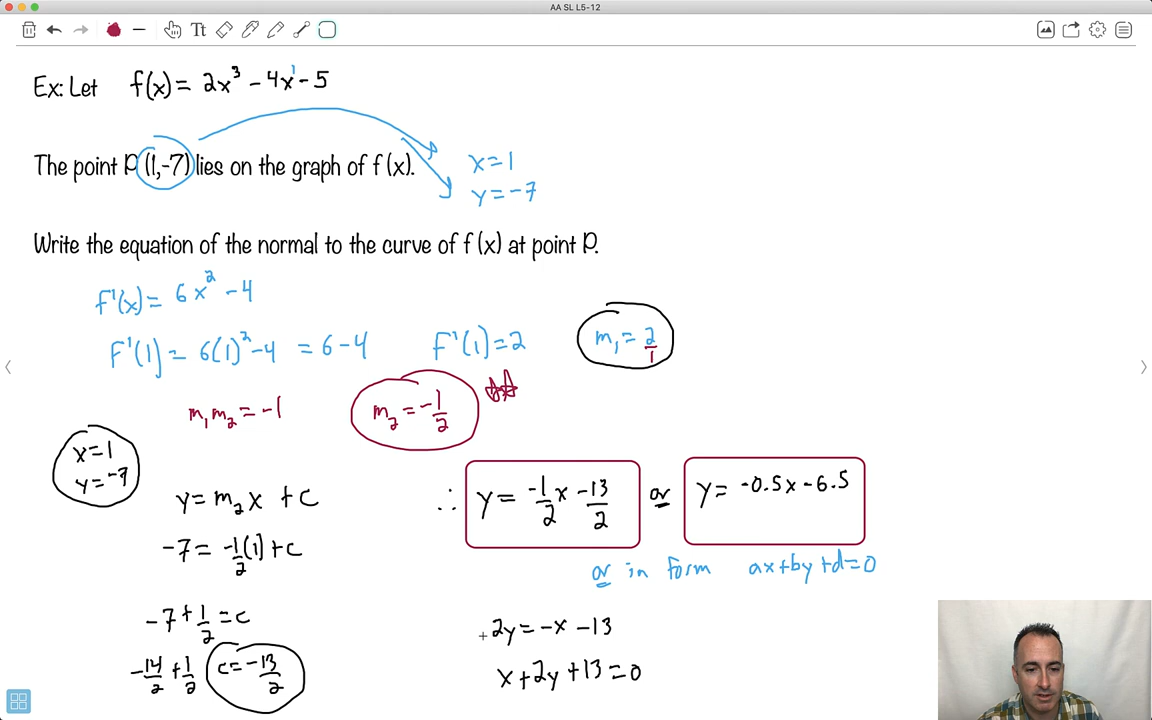 AA SL L5-12
Tt
Ex: Let f(x) = 2x³ - 4x¹ - 5
The point P (1,-7) lies on the graph of f (x).
x=1
y=-7
Write the equation of the normal to the curve of f (x) at point P.
f'(x) = 6x² - 4
f'(1) = 6(1)² - 4 = 6 - 4 f'(1) = 2 m₁ = 2/1
m₁m₂ = -1 m₂ = -1/2
x=1
y=-7
y = m₂x + c
-7 = -1/2(1) + c
-7 + 1/2 = c
-14/2 + 1/2 c = -13/2
∴ y = -1/2x - 13/2 or y = -0.5x - 6.5
or in form ax+by+d=0
2y = -x - 13
x + 2y + 13 = 0